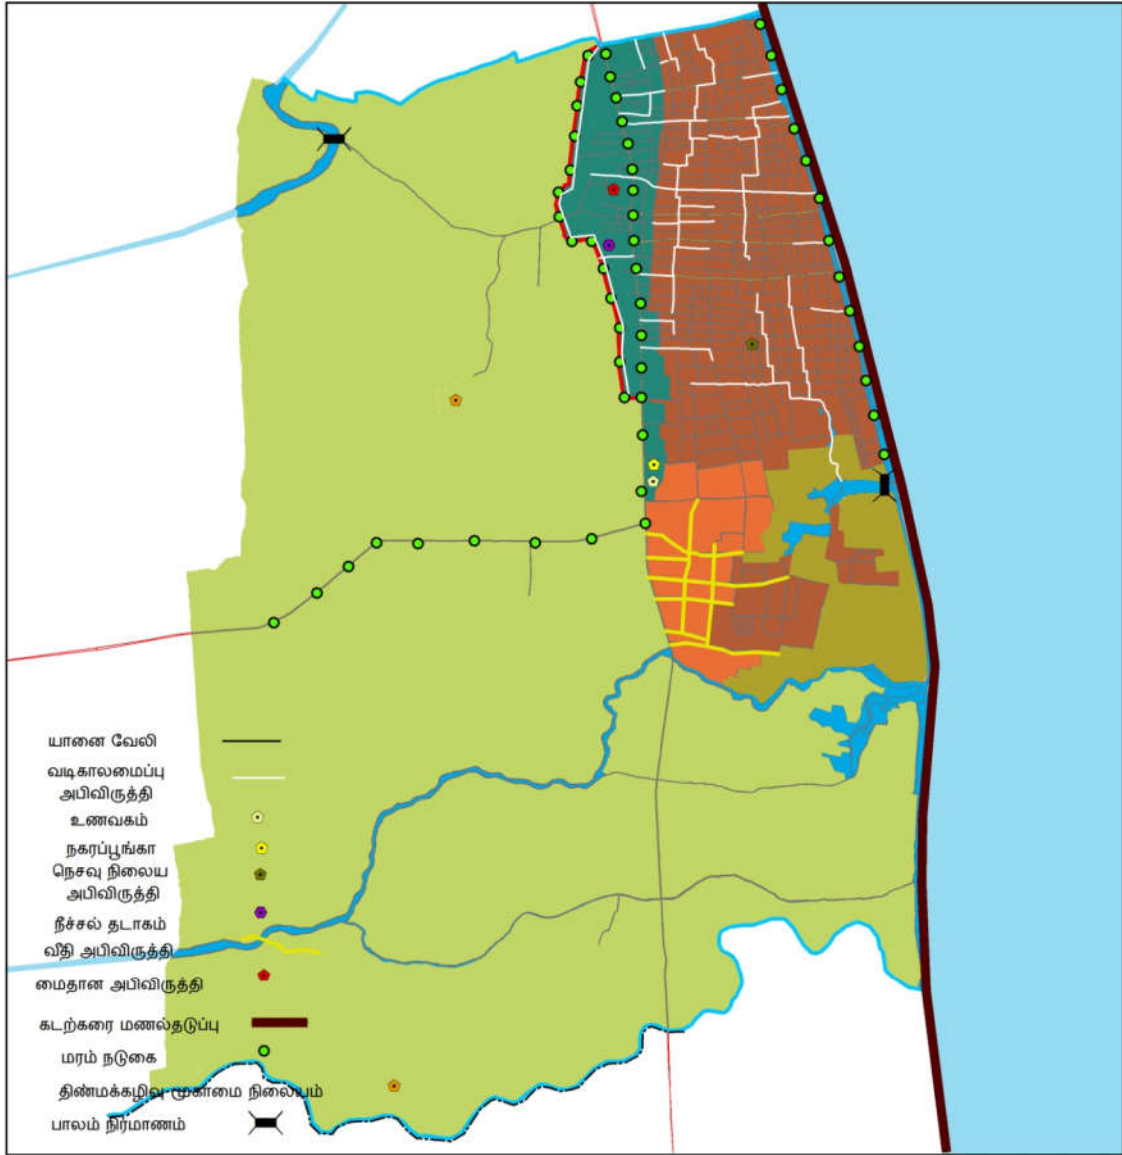 யானை வேலி
வடிகாலமைப்பு
அபிவிருத்தி
உணவகம்
நகரப்பூங்கா
நெசவு நிலைய
அபிவிருத்தி
நீச்சல் தடாகம்
வீதி அபிவிருத்தி
மைதான அபிவிருத்தி
கடற்கரை மணல்தடுப்பு
மரம் நடுகை
திண்மக்கழிவு முகாமை நிலையம்
பாலம் நிர்மாணம்